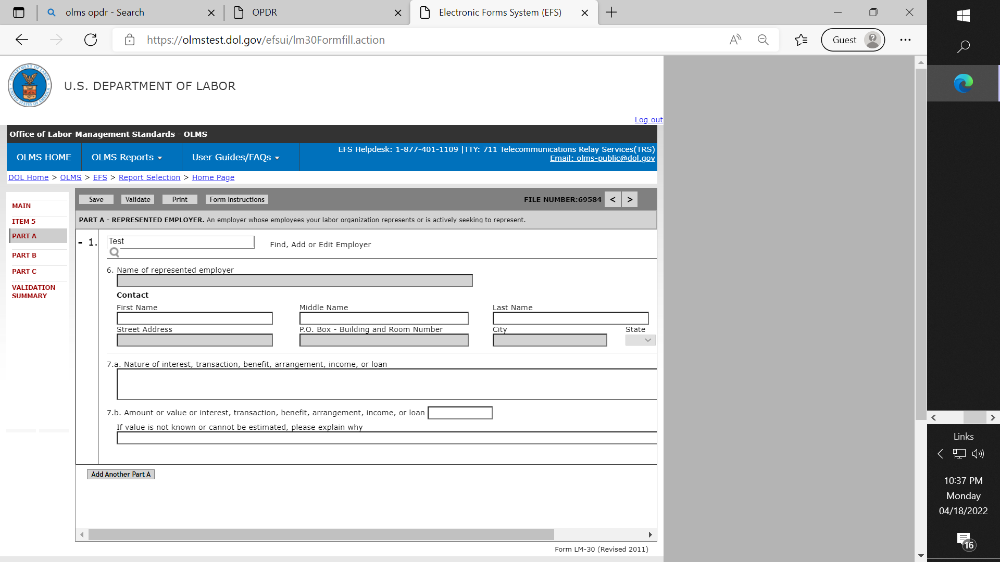 olms opdr - Search
OPDR
Electronic Forms System (EFS)
https://olmstest.dol.gov/efsui/lm30Formfill.action
Guest
U.S. DEPARTMENT OF LABOR
Log out
Office of Labor-Management Standards - OLMS
OLMS HOME
OLMS Reports
User Guides/FAQs
EFS Helpdesk: 1-877-401-1109 |TTY: 711 Telecommunications Relay Services(TRS)
Email: olms-public@dol.gov
DOL Home > OLMS > EFS > Report Selection > Home Page
MAIN
ITEM 5
PART A
PART B
PART C
VALIDATION
SUMMARY
Save
Validate
Print
Form Instructions
FILE NUMBER:69584
<
>
PART A - REPRESENTED EMPLOYER. An employer whose employees your labor organization represents or is actively seeking to represent.
- 1.
Test
Find, Add or Edit Employer
6. Name of represented employer
Contact
First Name
Middle Name
Last Name
Street Address
P.O. Box - Building and Room Number
City
State
7.a. Nature of interest, transaction, benefit, arrangement, income, or loan
7.b. Amount or value or interest, transaction, benefit, arrangement, income, or loan
If value is not known or cannot be estimated, please explain why
Add Another Part A
Form LM-30 (Revised 2011)
Links
10:37 PM
Monday
04/18/2022
16